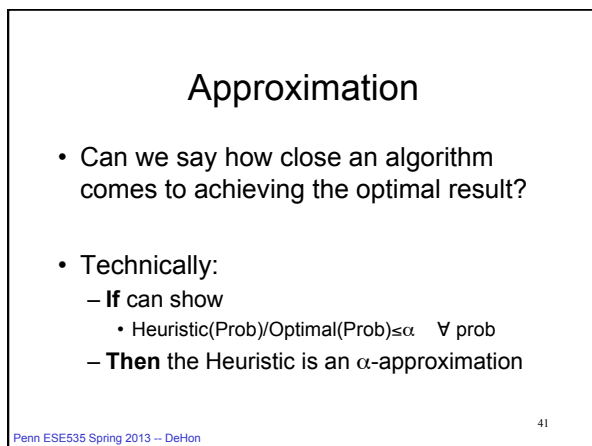 Approximation
• Can we say how close an algorithm
comes to achieving the optimal result?
• Technically:
– If can show
• Heuristic(Prob)/Optimal(Prob)≤α ∀ prob
– Then the Heuristic is an α-approximation
41
Penn ESE535 Spring 2013 -- DeHon